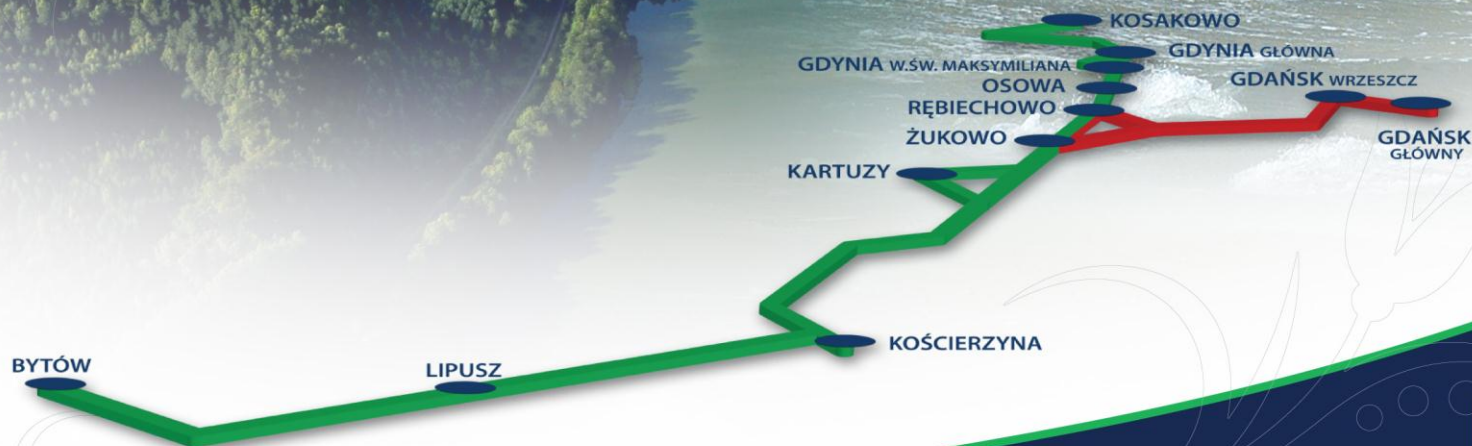 KOSAKOWO
GDYNIA GŁÓWNA
GDYNIA W.ŚW. MAKSYMILIANA
OSOWA
GDAŃSK WRZESZCZ
RĘBIECHOWO
ŻUKOWO
GDAŃSK
GŁÓWNY
KARTUZY
KOŚCIERZYNA
BYTÓW
LIPUSZ